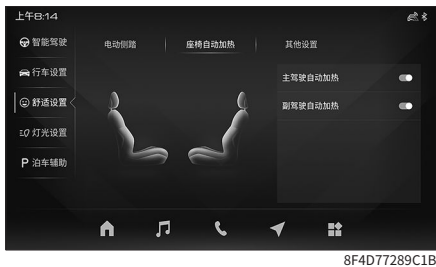 上午8:14
智能驾驶
电动侧踏
座椅自动加热
其他设置
行车设置
主驾驶自动加热
舒适设置
副驾驶自动加热
灯光设置
P 泊车辅助
8F4D77289C1B